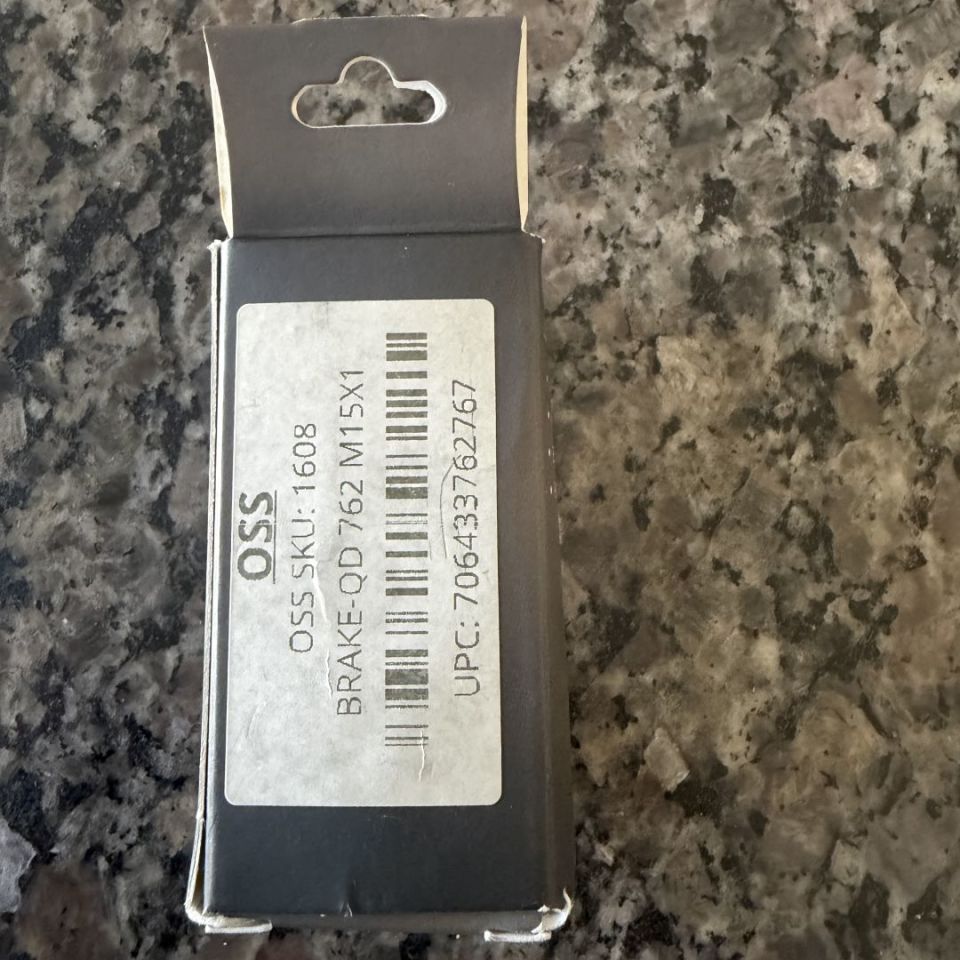 OSS
OSS SKU: 1608
BRAKE-QD 762 M15X1
UPC: 706433762767